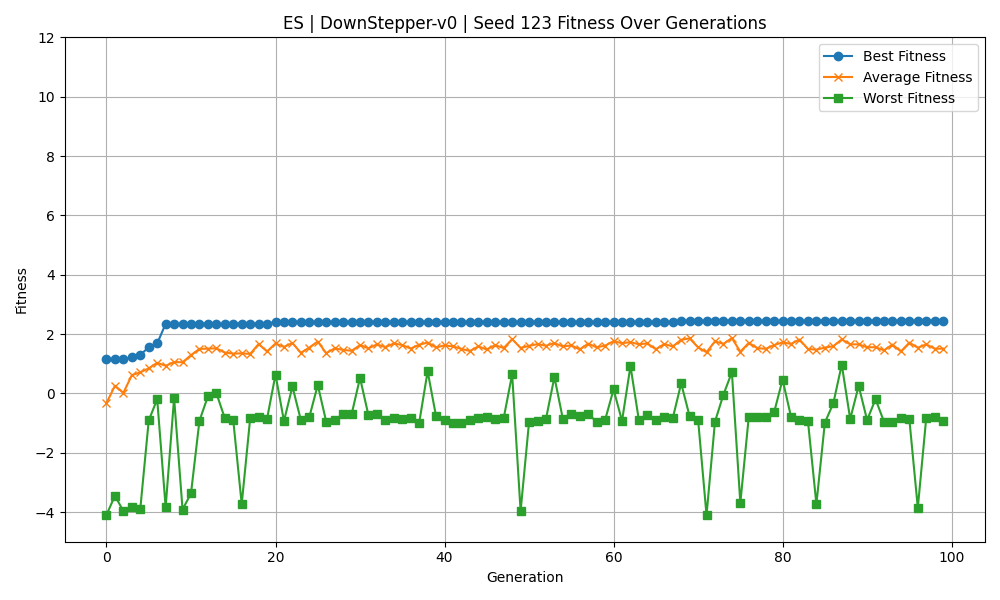 ES | DownStepper-v0 | Seed 123 Fitness Over Generations
Best Fitness
Average Fitness
Worst Fitness
12
10
8
6
4
2
0
−2
−4
Fitness
0 20 40 60 80 100
Generation